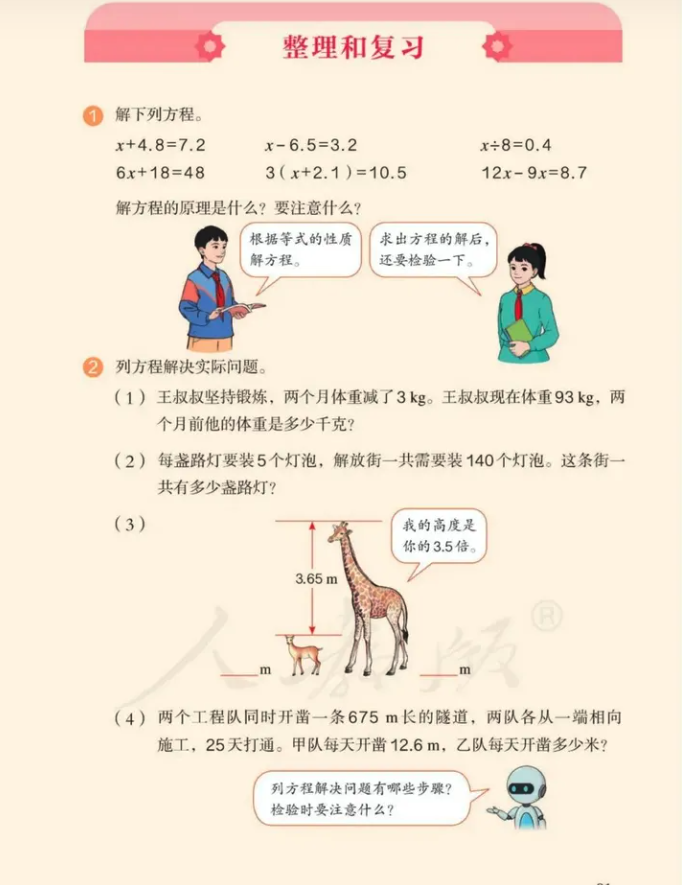 整理和复习
1 解下列方程。
x+4.8=7.2 x-6.5=3.2 x÷8=0.4
6x+18=48 3(x+2.1)=10.5 12x-9x=8.7
解方程的原理是什么?要注意什么?
根据等式的性质
解方程。
求出方程的解后,
还要检验一下。
2 列方程解决实际问题。
(1) 王叔叔坚持锻炼,两个月体重减了3 kg。王叔叔现在体重93 kg,两
个月前他的体重是多少千克?
(2) 每盏路灯要装5个灯泡,解放街一共需要装140个灯泡。这条街一
共有多少盏路灯?
(3)
我的高度是
你的3.5倍。
3.65 m
____m ____m
人教版®
(4) 两个工程队同时开凿一条675 m长的隧道,两队各从一端相向
施工,25天打通。甲队每天开凿12.6 m,乙队每天开凿多少米?
列方程解决问题有哪些步骤?
检验时要注意什么?